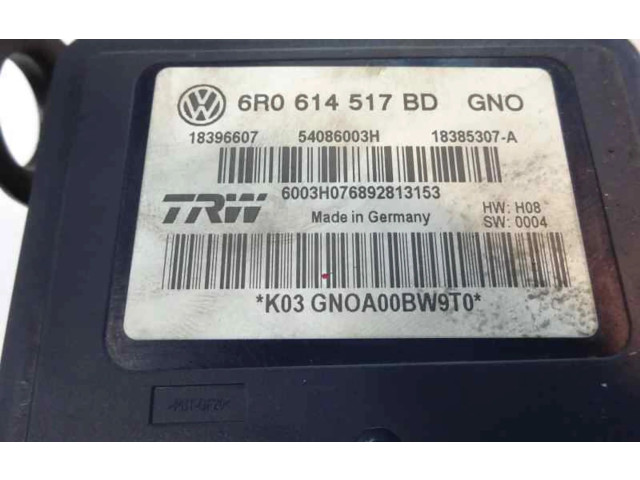 6R0 614 517 BD GNO
18396607 54086003H 18385307-A
6003H076892813153
TRW Made in Germany HW: H08
SW: 0004
*K03 GNOA00BW9T0*